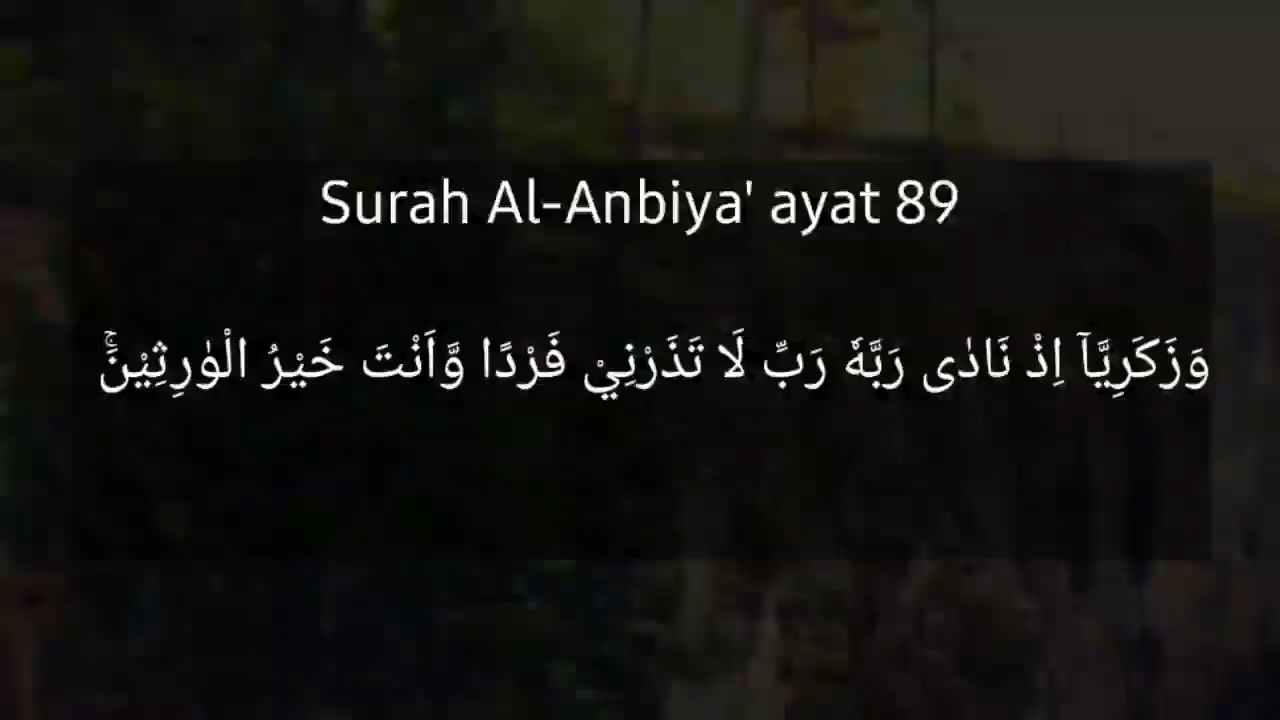 Surah Al-Anbiya' ayat 89
وَزَكَرِيَّآ اِذْ نَادٰى رَبَّهٗ رَبِّ لَا تَذَرْنِيْ فَرْدًا وَّاَنْتَ خَيْرُ الْوٰرِثِيْنَ ۚ